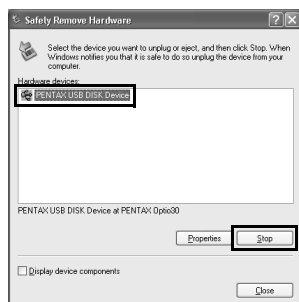 Safely Remove Hardware
Select the device you want to unplug or eject, and then click Stop. When
Windows notifies you that it is safe to do so unplug the device from your
computer.
Hardware devices:
PENTAX USB DISK Device
PENTAX USB DISK Device at PENTAX Optio30
Properties Stop
Display device components
Close